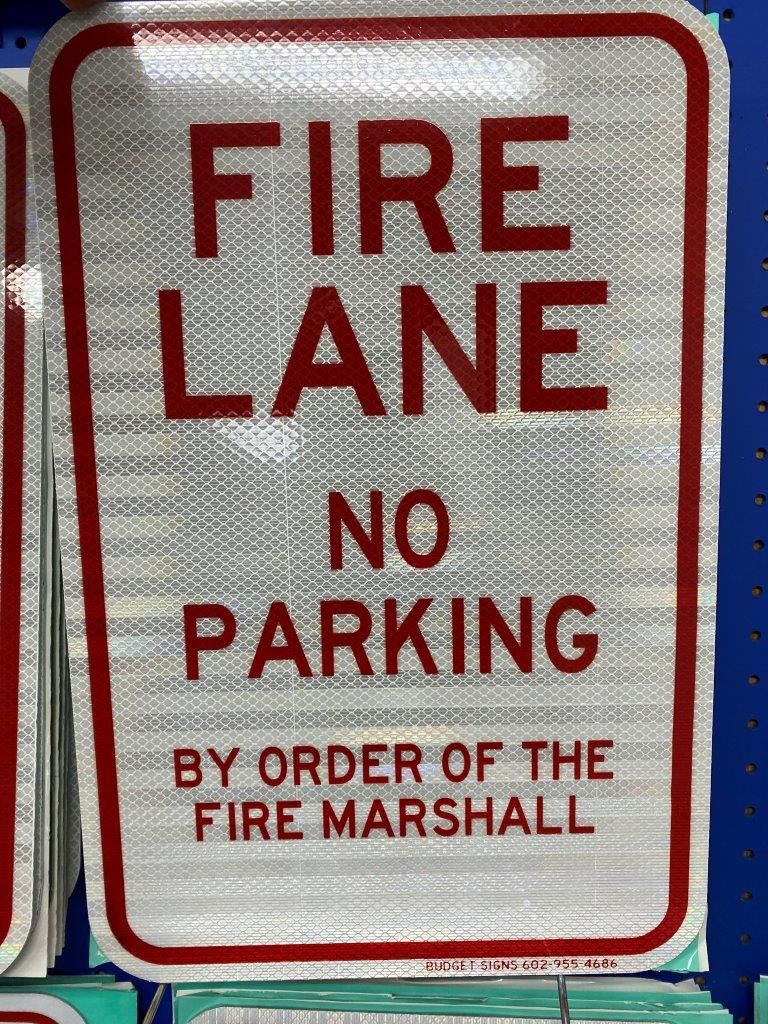 FIRE
LANE
NO
PARKING
BY ORDER OF THE
FIRE MARSHALL
BUDGET SIGNS 602-955-4686